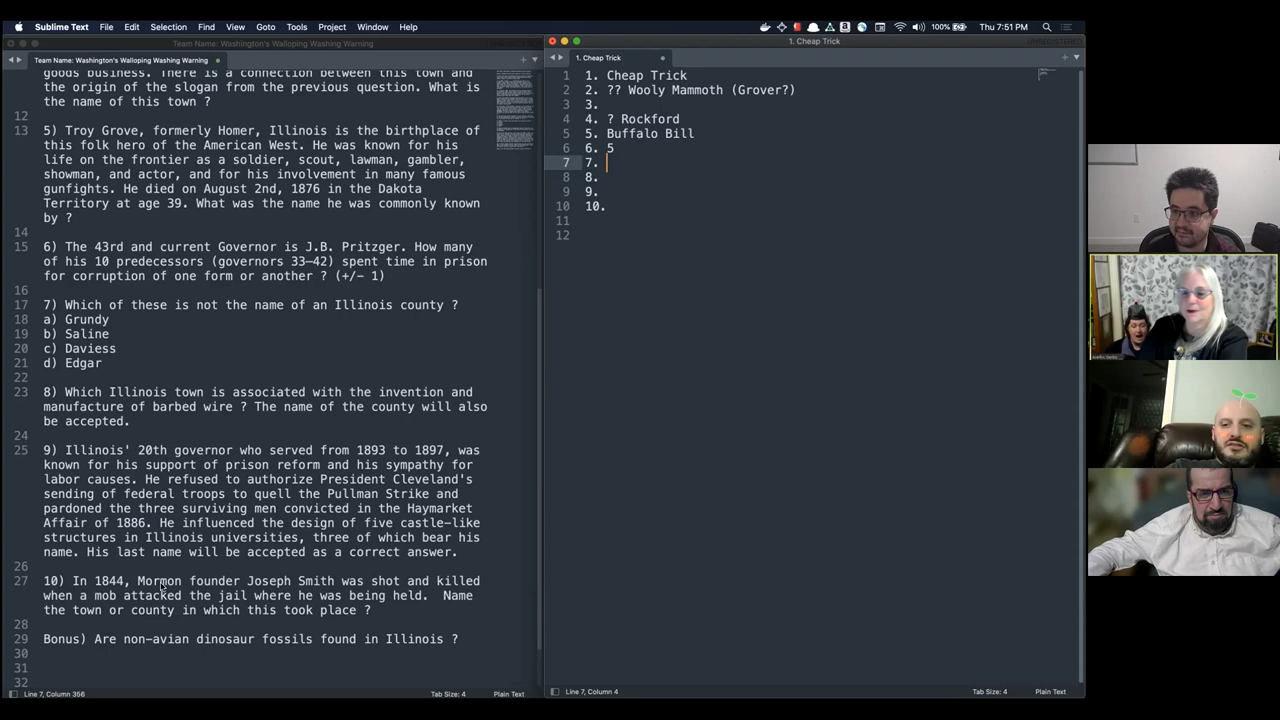 Sublime Text File Edit Selection Find View Goto Tools Project Window Help 100% Thu 7:51 PM
Team Name: Washington's Walloping Washing Warning
1. Cheap Trick
Team Name: Washington's Walloping Washing Warning
goods business. There is a connection between this town and
the origin of the slogan from the previous question. What is
the name of this town ?
12
13 5) Troy Grove, formerly Homer, Illinois is the birthplace of
this folk hero of the American West. He was known for his
life on the frontier as a soldier, scout, lawman, gambler,
showman, and actor, and for his involvement in many famous
gunfights. He died on August 2nd, 1876 in the Dakota
Territory at age 39. What was the name he was commonly known
by ?
14
15 6) The 43rd and current Governor is J.B. Pritzger. How many
of his 10 predecessors (governors 33–42) spent time in prison
for corruption of one form or another ? (+/- 1)
16
17 7) Which of these is not the name of an Illinois county ?
18 a) Grundy
19 b) Saline
20 c) Daviess
21 d) Edgar
22
23 8) Which Illinois town is associated with the invention and
manufacture of barbed wire ? The name of the county will also
be accepted.
24
25 9) Illinois' 20th governor who served from 1893 to 1897, was
known for his support of prison reform and his sympathy for
labor causes. He refused to authorize President Cleveland's
sending of federal troops to quell the Pullman Strike and
pardoned the three surviving men convicted in the Haymarket
Affair of 1886. He influenced the design of five castle-like
structures in Illinois universities, three of which bear his
name. His last name will be accepted as a correct answer.
26
27 10) In 1844, Mormon founder Joseph Smith was shot and killed
when a mob attacked the jail where he was being held. Name
the town or county in which this took place ?
28
29 Bonus) Are non-avian dinosaur fossils found in Illinois ?
30
31
32
Line 7, Column 356 Tab Size: 4 Plain Text
1. Cheap Trick
1 1. Cheap Trick
2 2. ?? Wooly Mammoth (Grover?)
3 3.
4 4. ? Rockford
5 5. Buffalo Bill
6 6. 5
7 7.
8 8.
9 9.
10 10.
11
12
Line 7, Column 4 Tab Size: 4 Plain Text